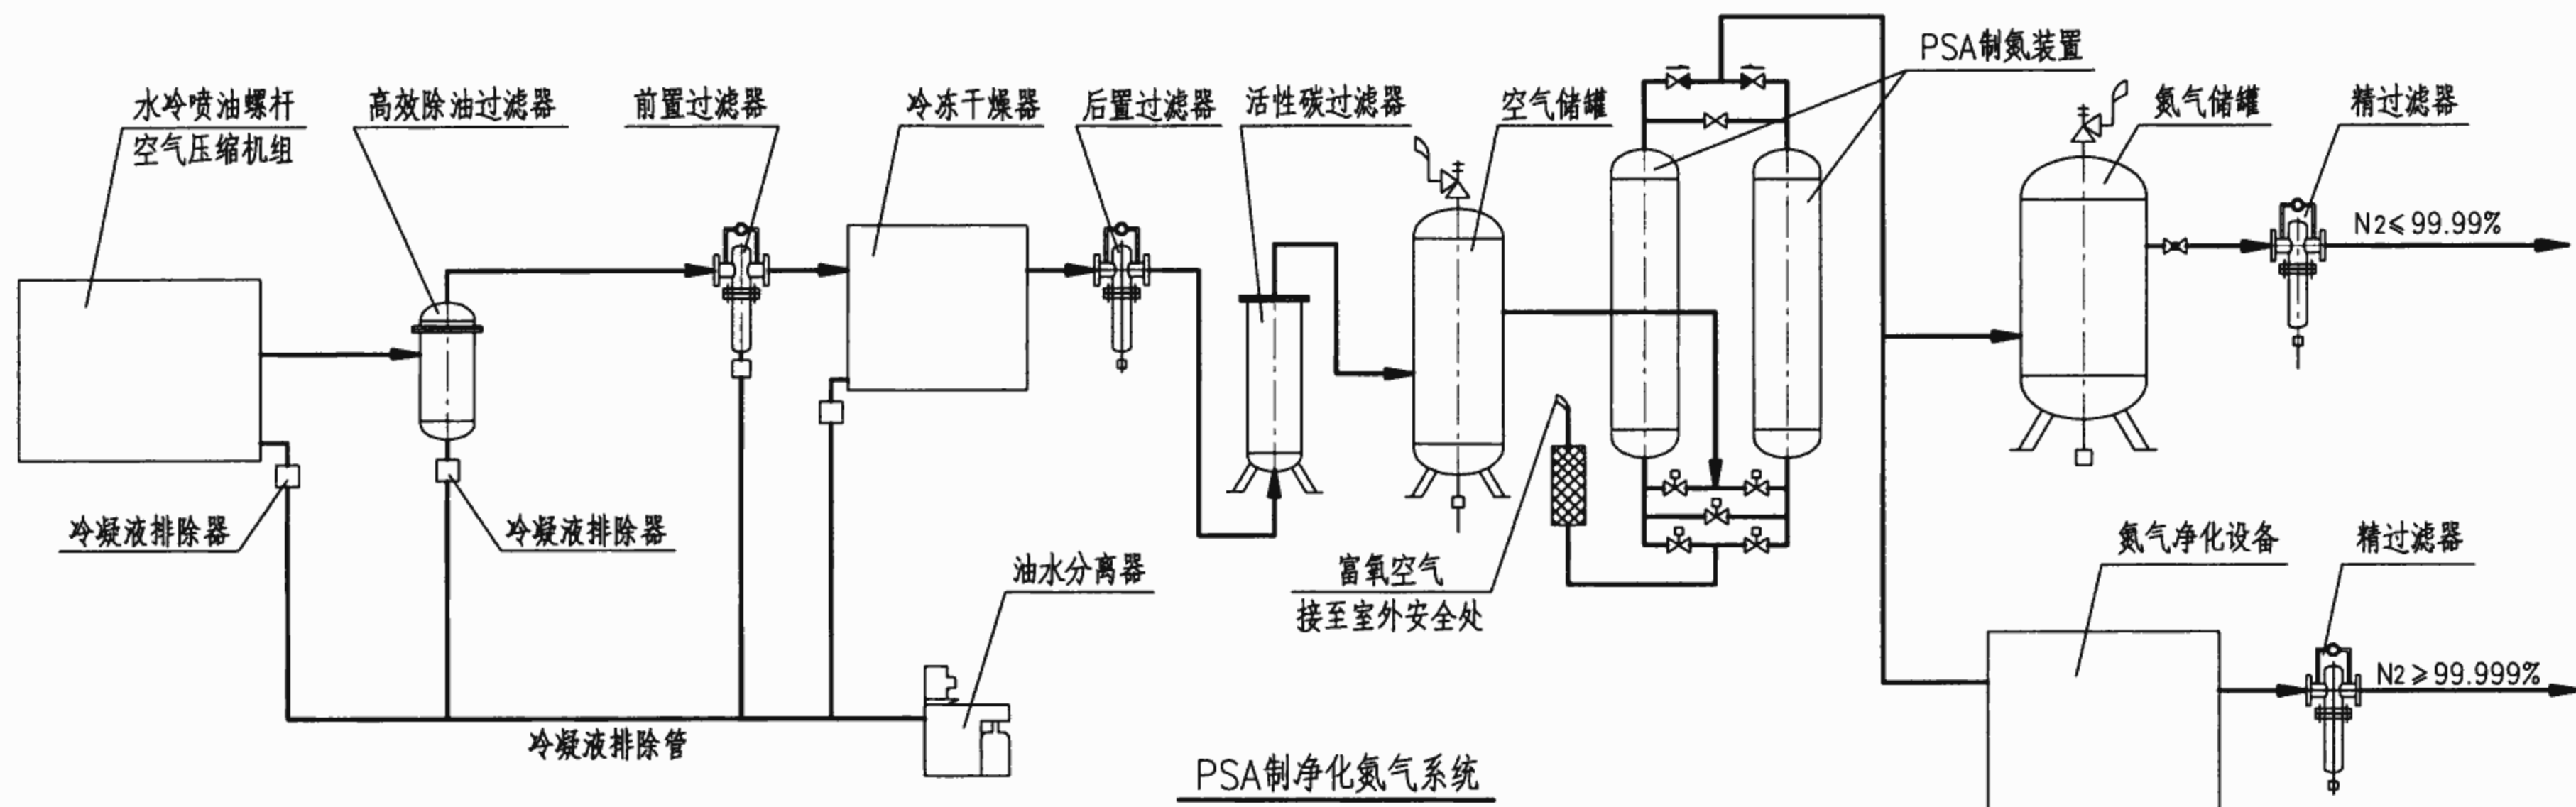 水冷喷油螺杆
空气压缩机组
高效除油过滤器
前置过滤器
冷冻干燥器
后置过滤器
活性碳过滤器
空气储罐
PSA制氮装置
氮气储罐
精过滤器
N2≤99.99%
冷凝液排除器
冷凝液排除器
油水分离器
富氧空气
接至室外安全处
氮气净化设备
精过滤器
N2≥99.999%
冷凝液排除管
PSA制净化氮气系统